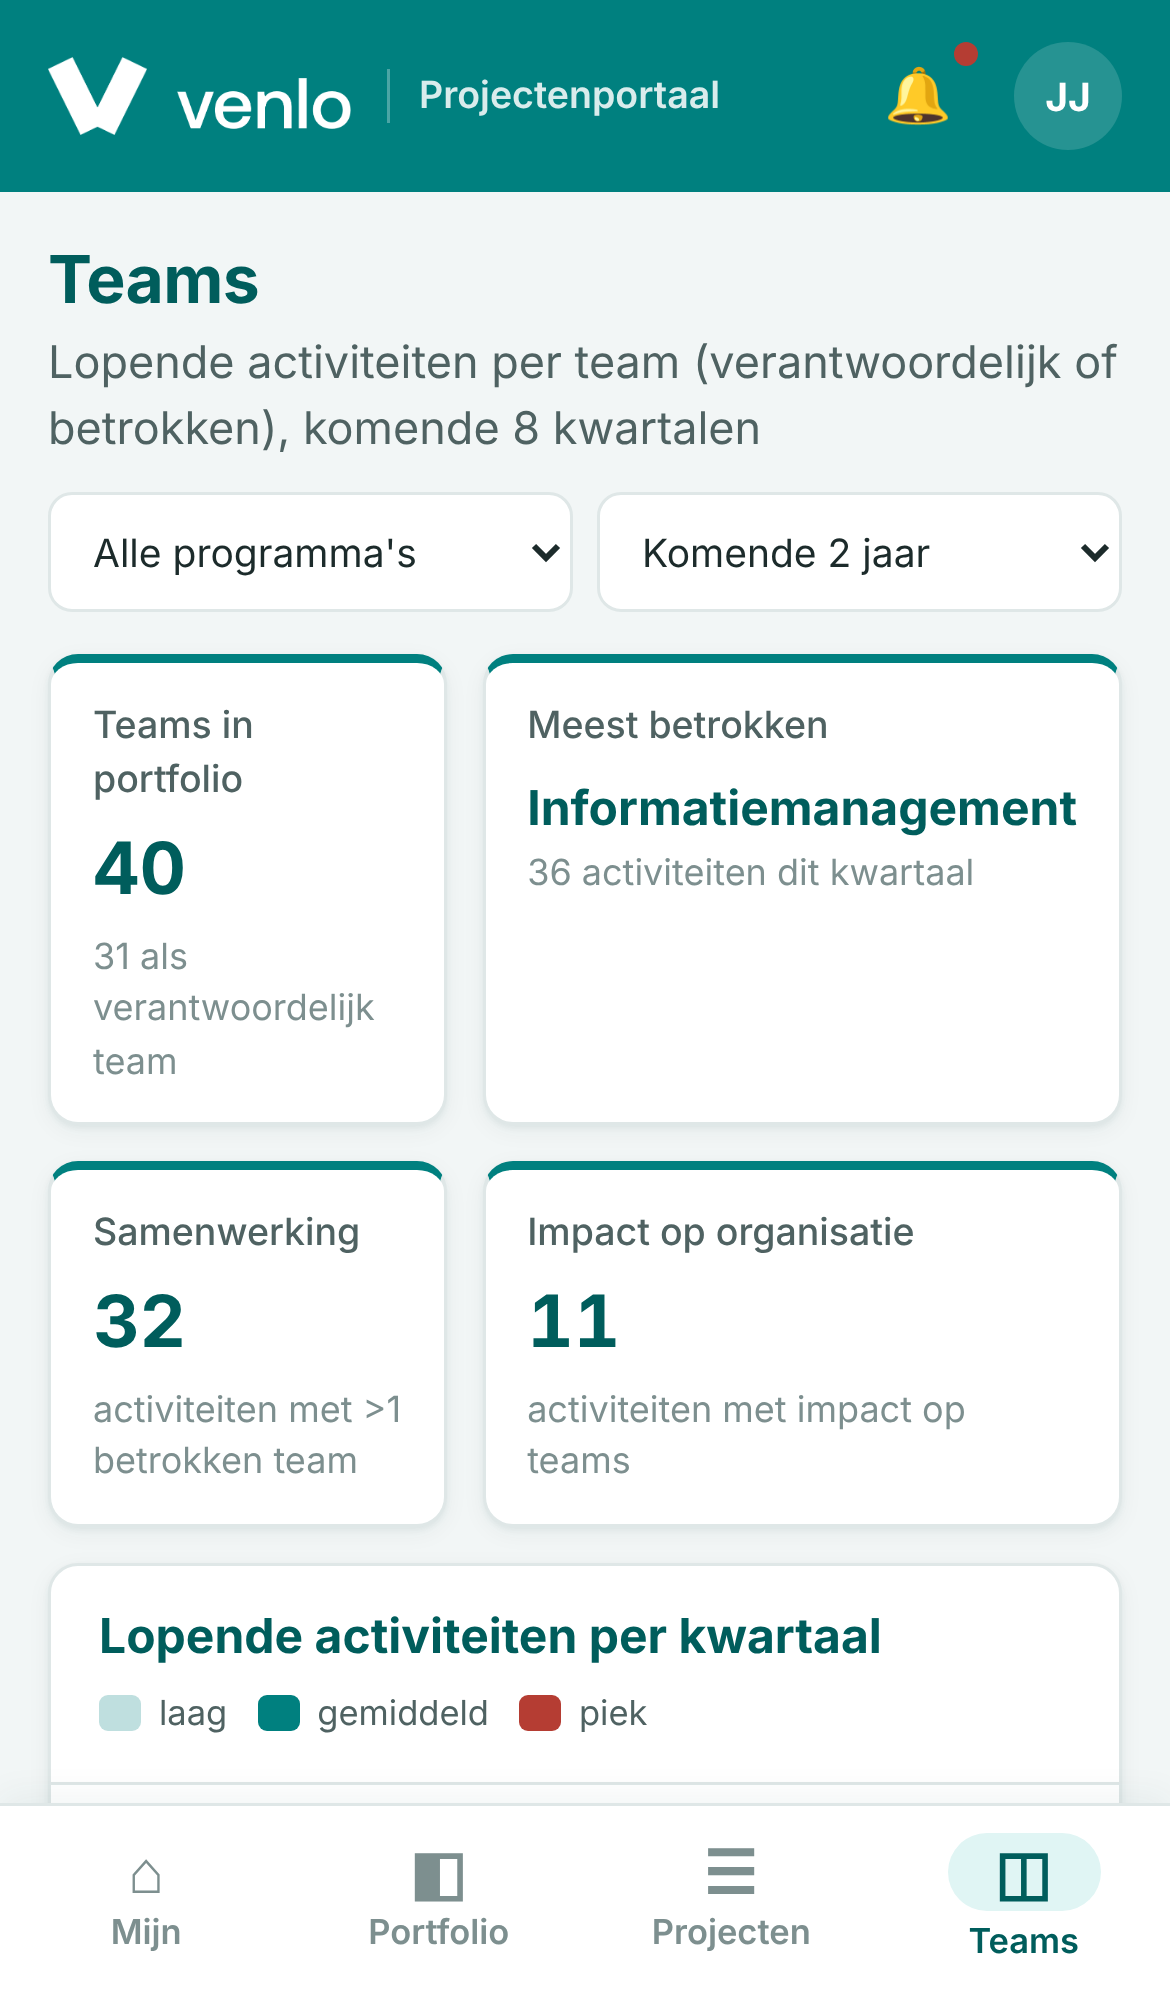 venlo
Projectenportaal
JJ
Teams
Lopende activiteiten per team (verantwoordelijk of
betrokken), komende 8 kwartalen
Alle programma's
Komende 2 jaar
Teams in
portfolio
40
31 als
verantwoordelijk
team
Meest betrokken
Informatiemanagement
36 activiteiten dit kwartaal
Samenwerking
32
activiteiten met >1
betrokken team
Impact op organisatie
11
activiteiten met impact op
teams
Lopende activiteiten per kwartaal
laag
gemiddeld
piek
Mijn
Portfolio
Projecten
Teams